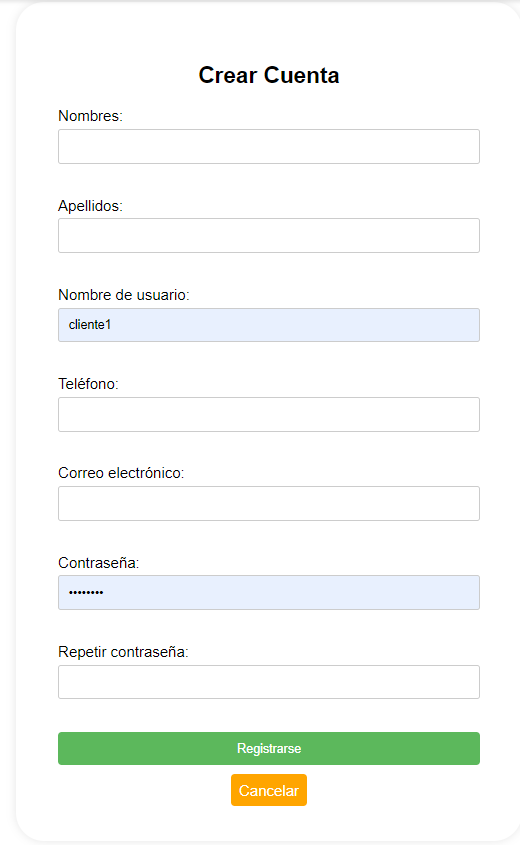 Crear Cuenta
Nombres:
Apellidos:
Nombre de usuario:
cliente1
Teléfono:
Correo electrónico:
Contraseña:
••••••••
Repetir contraseña:
Registrarse
Cancelar